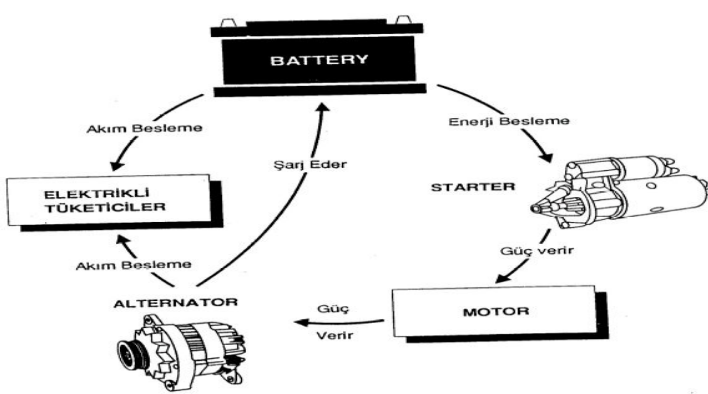 BATTERY
Akım Besleme
Enerji Besleme
Şarj Eder
STARTER
ELEKTRİKLİ
TÜKETİCİLER
Güç verir
Akım Besleme
ALTERNATOR
Güç
Verir
MOTOR